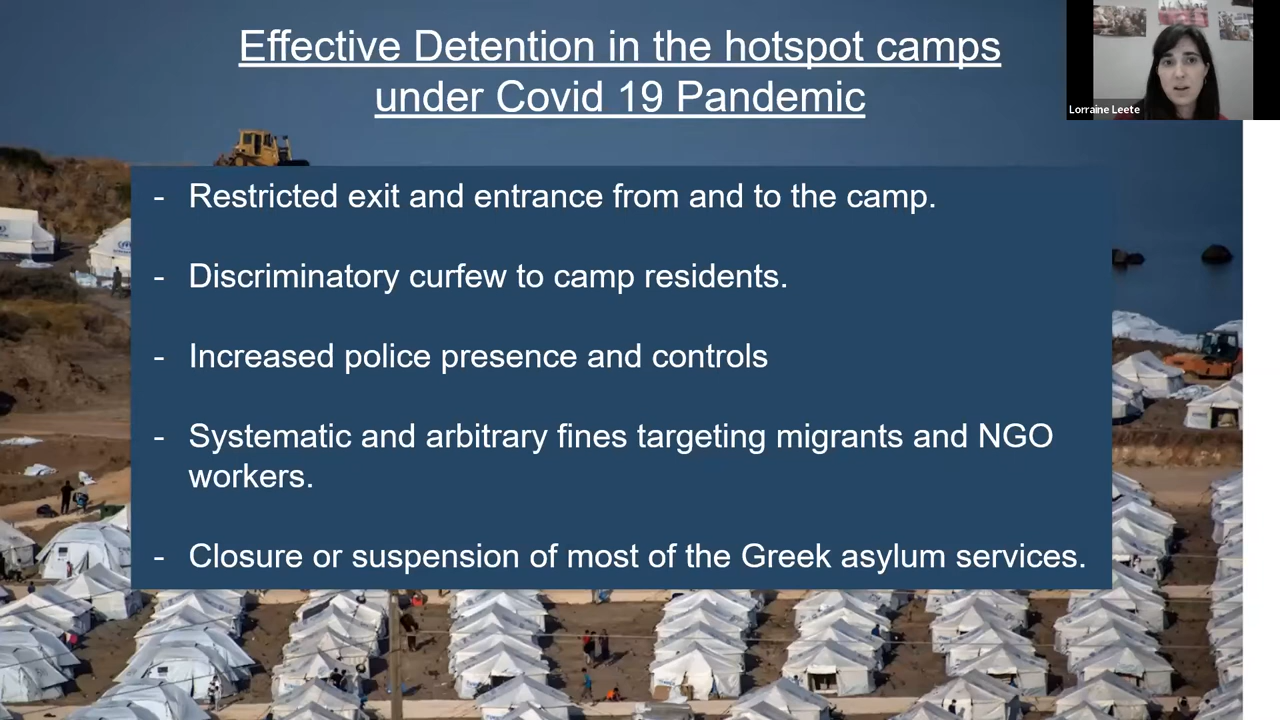 Effective Detention in the hotspot camps
under Covid 19 Pandemic
Lorraine Leete
- Restricted exit and entrance from and to the camp.
- Discriminatory curfew to camp residents.
- Increased police presence and controls
- Systematic and arbitrary fines targeting migrants and NGO
workers.
- Closure or suspension of most of the Greek asylum services.